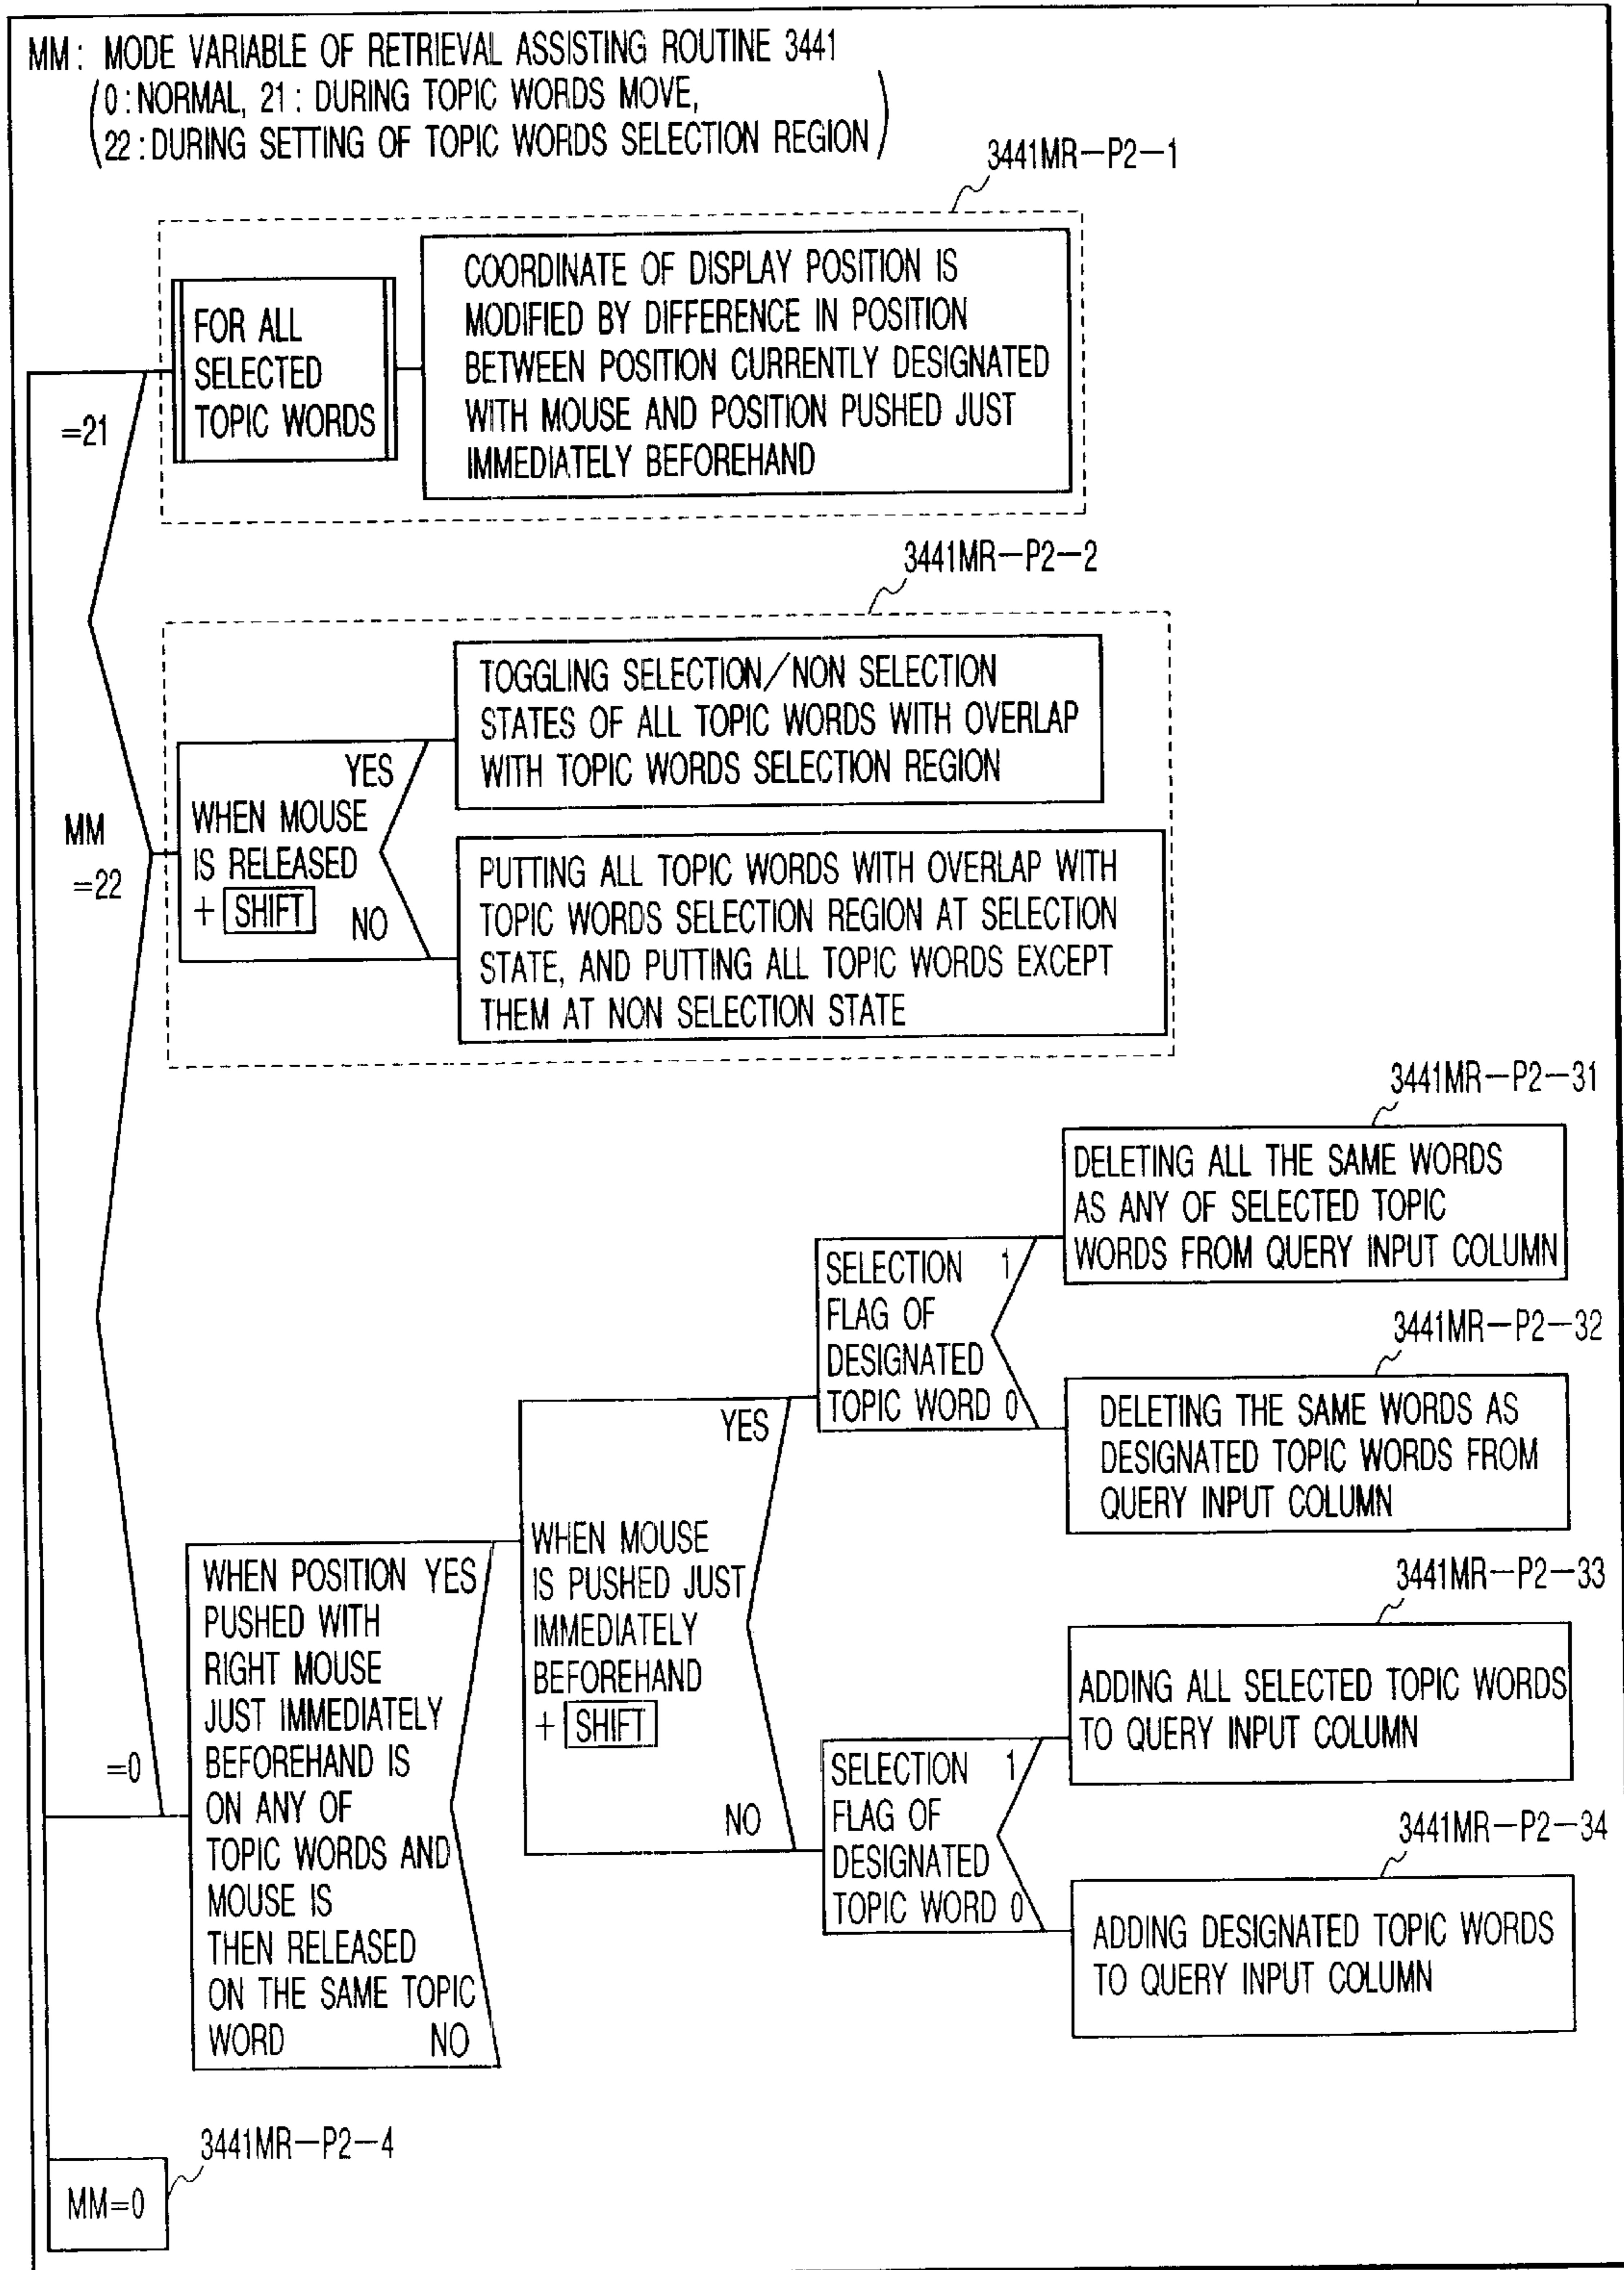 MM: MODE VARIABLE OF RETRIEVAL ASSISTING ROUTINE 3441
(0:NORMAL, 21: DURING TOPIC WORDS MOVE,
22:DURING SETTING OF TOPIC WORDS SELECTION REGION)
3441MR-P2-1
FOR ALL
SELECTED
TOPIC WORDS
COORDINATE OF DISPLAY POSITION IS
MODIFIED BY DIFFERENCE IN POSITION
BETWEEN POSITION CURRENTLY DESIGNATED
WITH MOUSE AND POSITION PUSHED JUST
IMMEDIATELY BEFOREHAND
=21
3441MR-P2-2
MM
=22
YES
WHEN MOUSE
IS RELEASED
+ SHIFT NO
TOGGLING SELECTION/NON SELECTION
STATES OF ALL TOPIC WORDS WITH OVERLAP
WITH TOPIC WORDS SELECTION REGION
PUTTING ALL TOPIC WORDS WITH OVERLAP WITH
TOPIC WORDS SELECTION REGION AT SELECTION
STATE, AND PUTTING ALL TOPIC WORDS EXCEPT
THEM AT NON SELECTION STATE
=0
WHEN POSITION YES
PUSHED WITH
RIGHT MOUSE
JUST IMMEDIATELY
BEFOREHAND IS
ON ANY OF
TOPIC WORDS AND
MOUSE IS
THEN RELEASED
ON THE SAME TOPIC
WORD NO
YES
WHEN MOUSE
IS PUSHED JUST
IMMEDIATELY
BEFOREHAND
+ SHIFT
NO
SELECTION 1
FLAG OF
DESIGNATED
TOPIC WORD 0
3441MR-P2-31
DELETING ALL THE SAME WORDS
AS ANY OF SELECTED TOPIC
WORDS FROM QUERY INPUT COLUMN
3441MR-P2-32
DELETING THE SAME WORDS AS
DESIGNATED TOPIC WORDS FROM
QUERY INPUT COLUMN
SELECTION 1
FLAG OF
DESIGNATED
TOPIC WORD 0
3441MR-P2-33
ADDING ALL SELECTED TOPIC WORDS
TO QUERY INPUT COLUMN
3441MR-P2-34
ADDING DESIGNATED TOPIC WORDS
TO QUERY INPUT COLUMN
3441MR-P2-4
MM=0